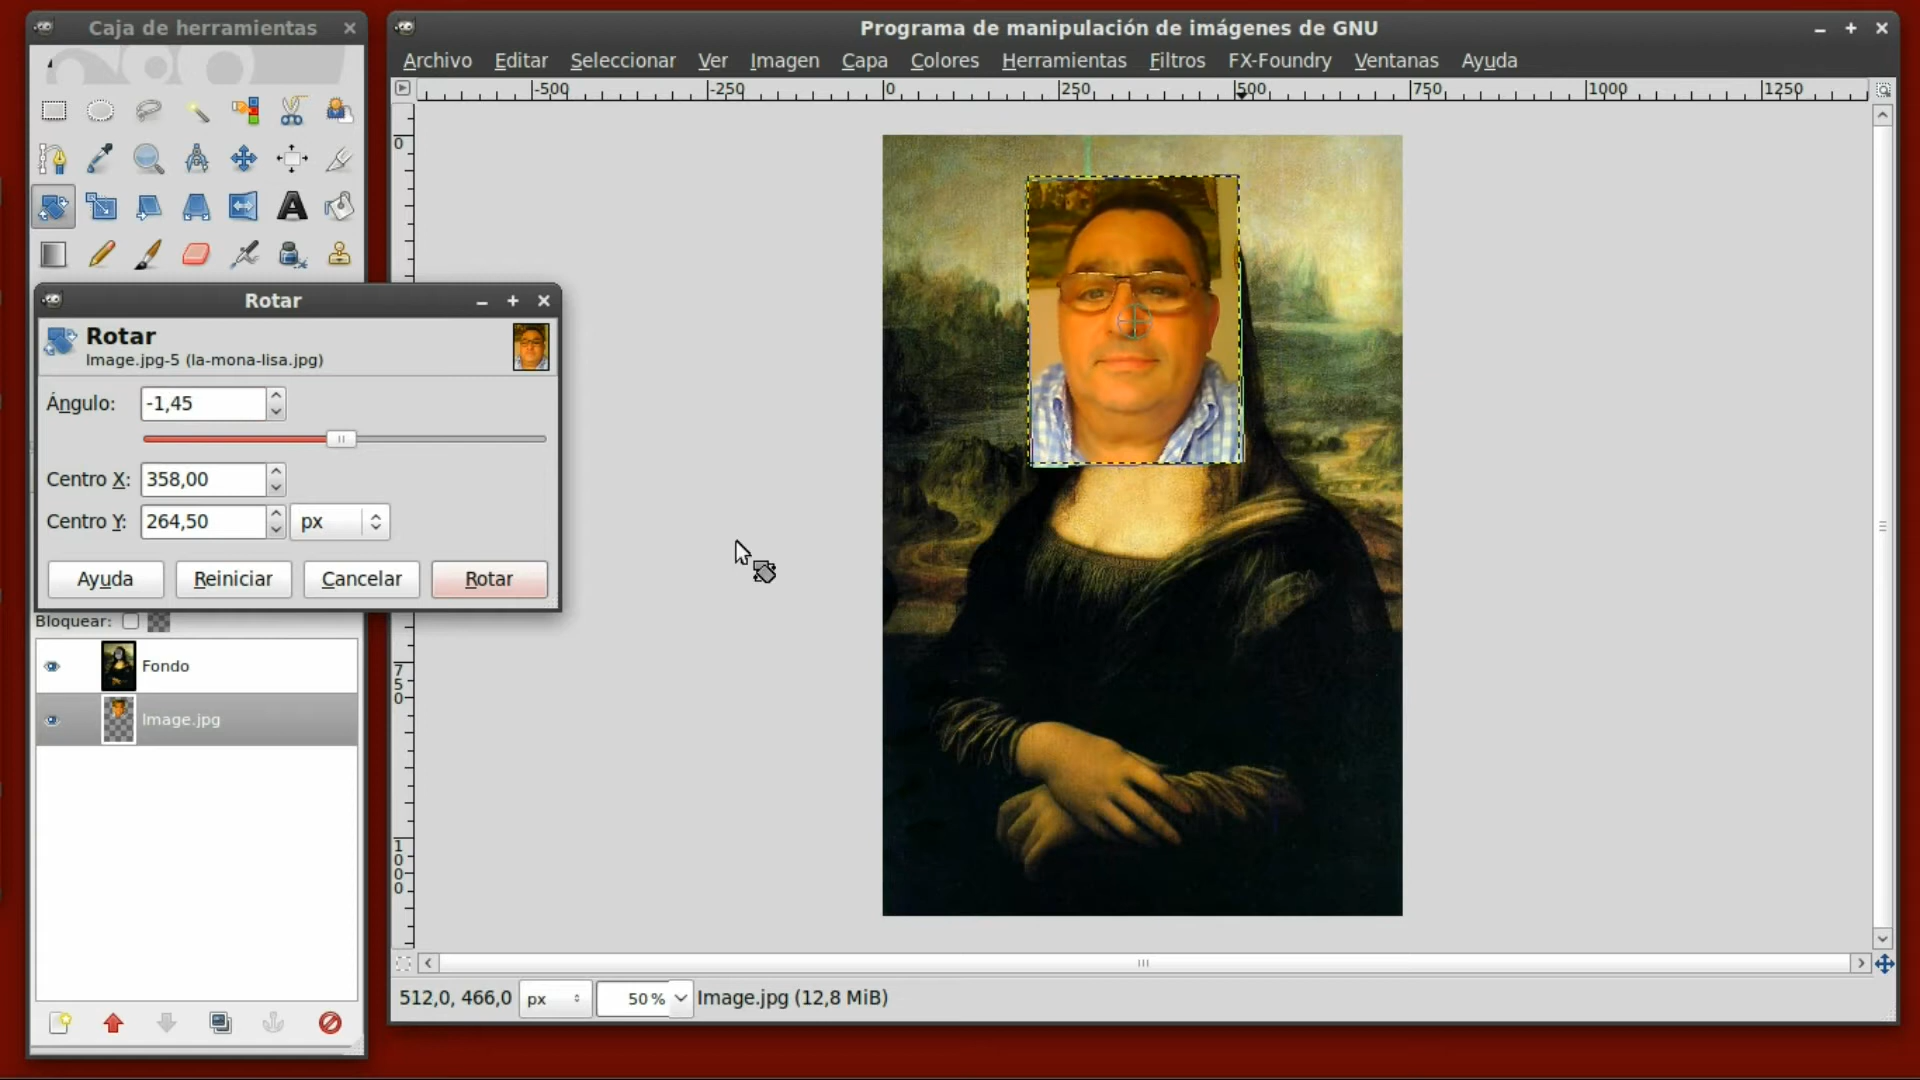 Caja de herramientas
Programa de manipulación de imágenes de GNU
Archivo Editar Seleccionar Ver Imagen Capa Colores Herramientas Filtros FX-Foundry Ventanas Ayuda
-500 -250 0 250 500 750 1000 1250
0
Rotar
Rotar
Image.jpg-5 (la-mona-lisa.jpg)
Ángulo: -1,45
Centro X: 358,00
Centro Y: 264,50 px
Ayuda Reiniciar Cancelar Rotar
Bloquear:
Fondo
750
Image.jpg
1000
512,0, 466,0 px 50 % Image.jpg (12,8 MiB)